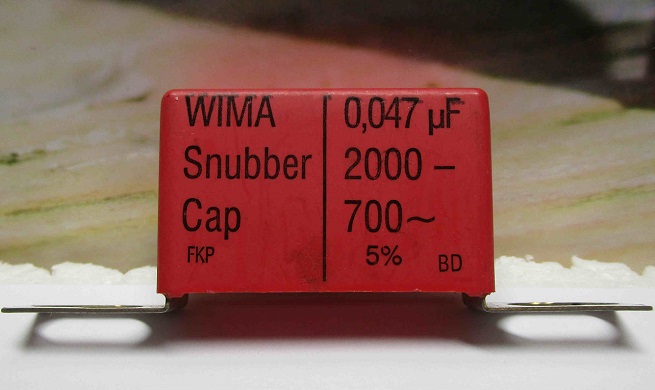 WIMA 0,047 µF
Snubber 2000 –
Cap 700~
FKP 5% BD